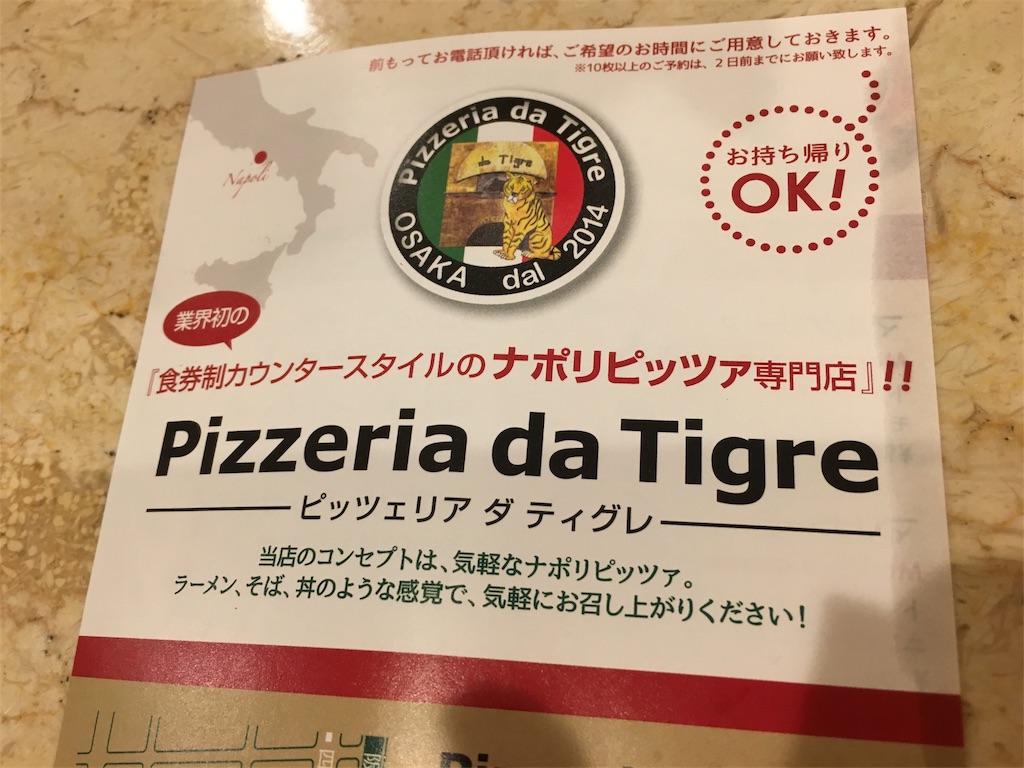 前もってお電話頂ければ、ご希望のお時間にご用意しておきます。
※10枚以上のご予約は、2日前までにお願い致します。
お持ち帰り
OK!
Pizzeria da Tigre
da Tigre
OSAKA dal 2014
Napoli
業界初の
『食券制カウンタースタイルのナポリピッツァ専門店』!!
Pizzeria da Tigre
ピッツェリア ダ ティグレ
当店のコンセプトは、気軽なナポリピッツァ。
ラーメン、そば、丼のような感覚で、気軽にお召し上がりください!